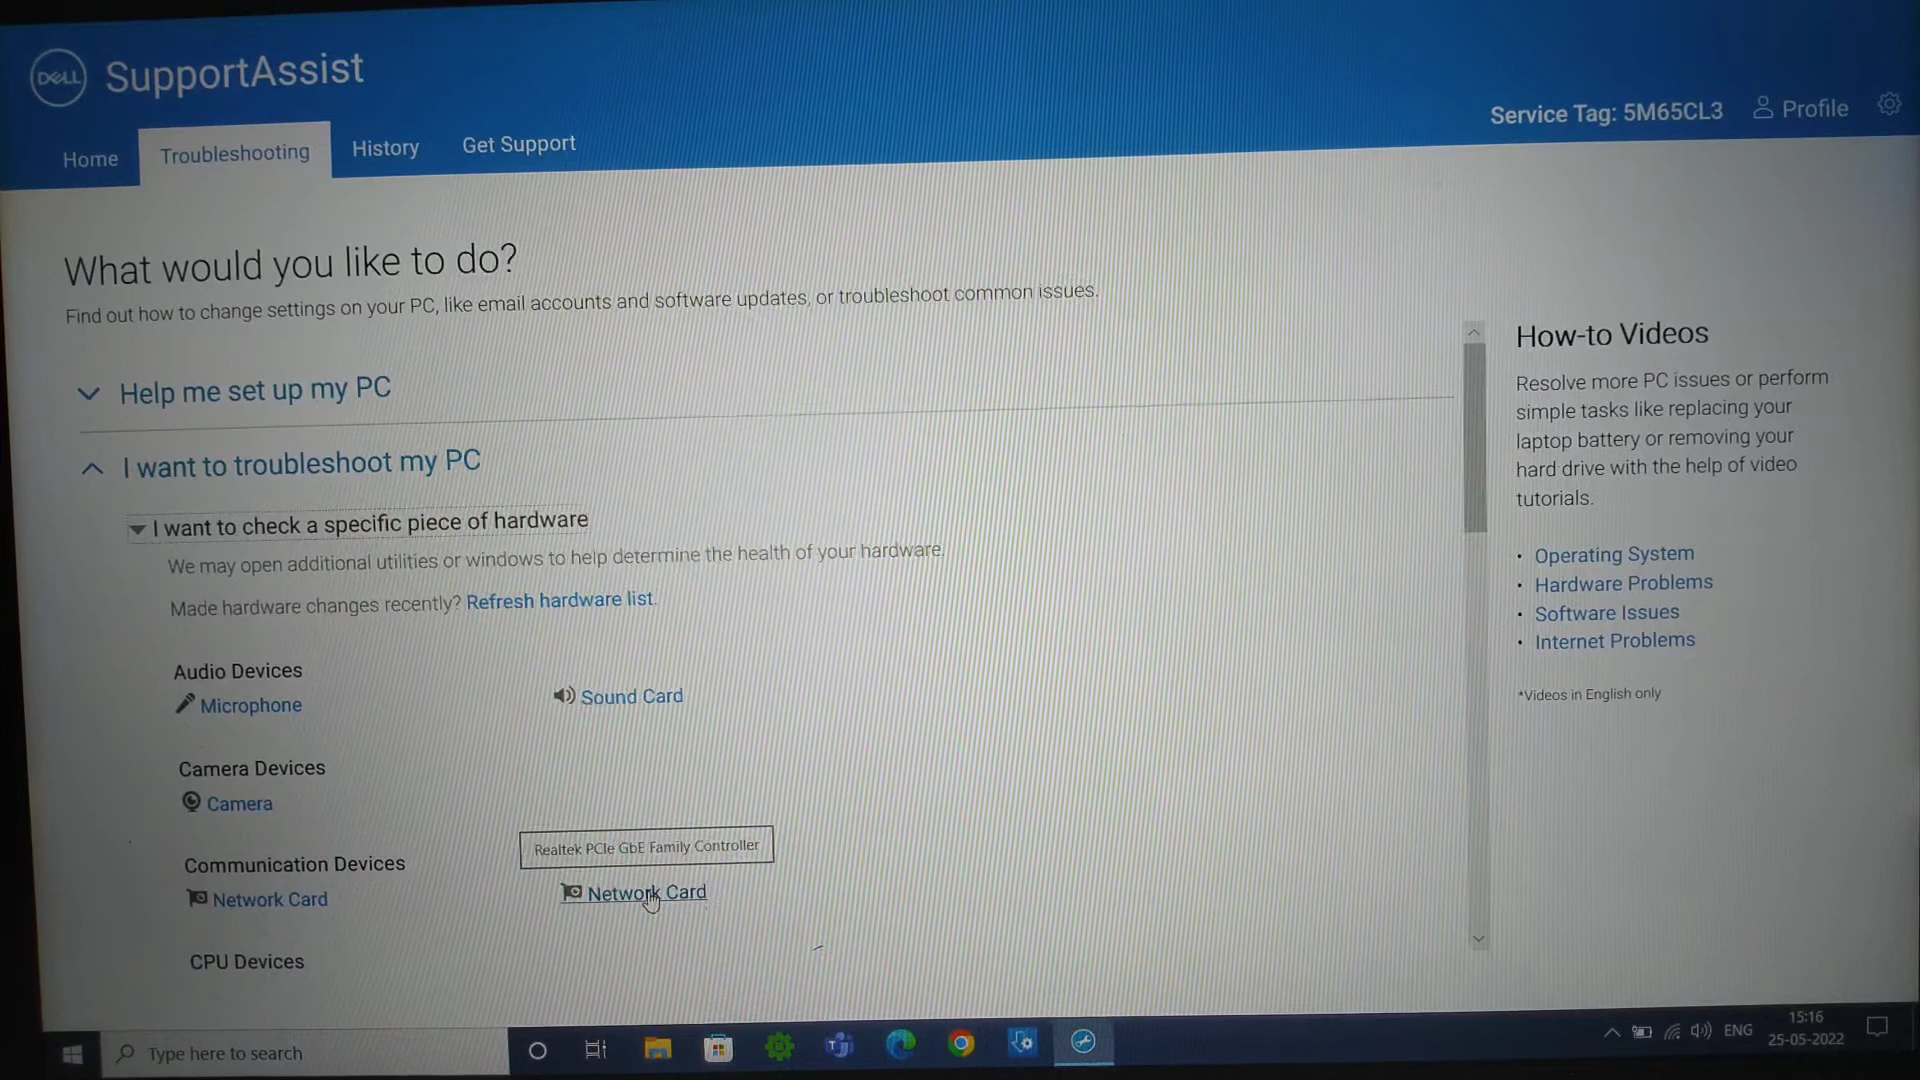 DELL
SupportAssist
Service Tag: 5M65CL3
Profile
Home
Troubleshooting
History
Get Support
What would you like to do?
Find out how to change settings on your PC, like email accounts and software updates, or troubleshoot common issues.
Help me set up my PC
I want to troubleshoot my PC
I want to check a specific piece of hardware
We may open additional utilities or windows to help determine the health of your hardware.
Made hardware changes recently? Refresh hardware list.
Audio Devices
Microphone
Sound Card
Camera Devices
Camera
Realtek PCIe GbE Family Controller
Communication Devices
Network Card
Network Card
CPU Devices
How-to Videos
Resolve more PC issues or perform
simple tasks like replacing your
laptop battery or removing your
hard drive with the help of video
tutorials.
• Operating System
• Hardware Problems
• Software Issues
• Internet Problems
*Videos in English only
Type here to search
ENG
15:16
25-05-2022